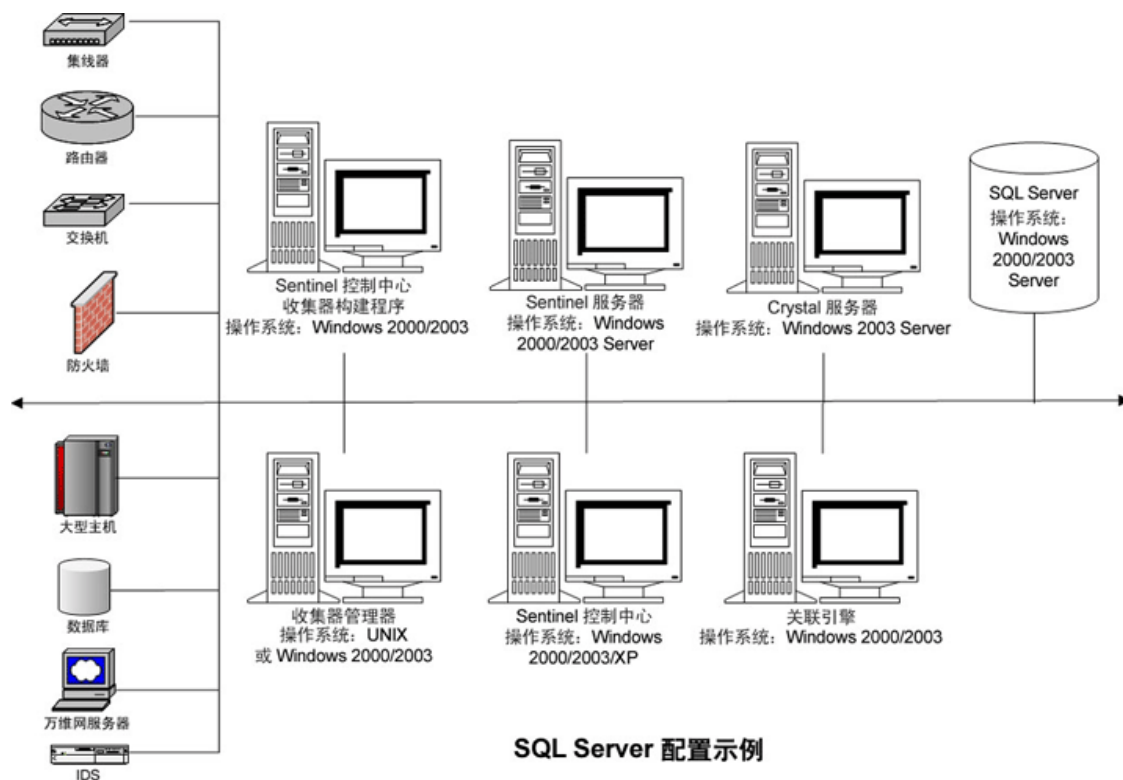 集线器
路由器
交换机
防火墙
Sentinel 控制中心
收集器构建程序
操作系统：Windows 2000/2003
Sentinel 服务器
操作系统：Windows
2000/2003 Server
Crystal 服务器
操作系统：Windows 2003 Server
SQL Server
操作系统：
Windows
2000/2003
Server
大型主机
数据库
万维网服务器
IDS
收集器管理器
操作系统：UNIX
或 Windows 2000/2003
Sentinel 控制中心
操作系统：Windows
2000/2003/XP
关联引擎
操作系统：Windows 2000/2003
SQL Server 配置示例